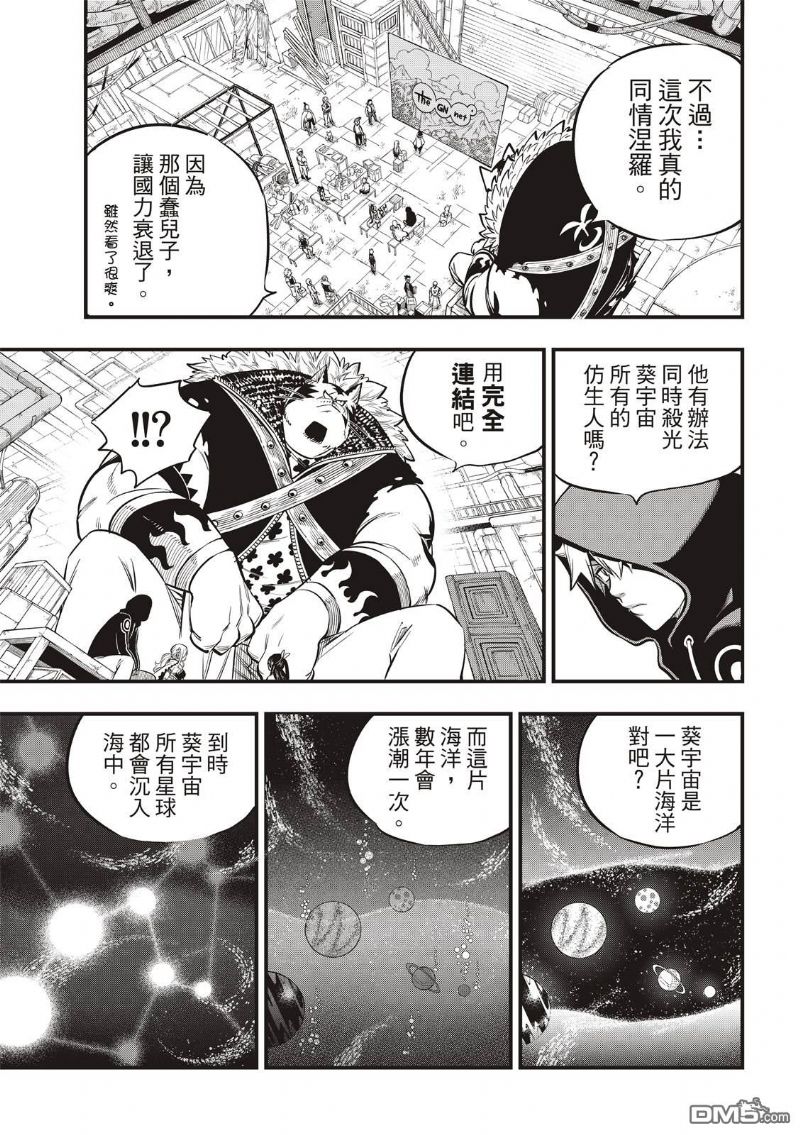 不過…
這次我真的
同情涅羅。
the GN net
因為
那個蠢兒子，
讓國力衰退了。
雖然看了很爽。
他有辦法
同時殺光
葵宇宙
所有的
仿生人嗎？
用完全
連結吧。
!!?
葵宇宙是
一大片海洋
對吧？
而這片
海洋，
數年會
漲潮一次。
到時
葵宇宙
所有星球
都會沉入
海中。
DM5.com